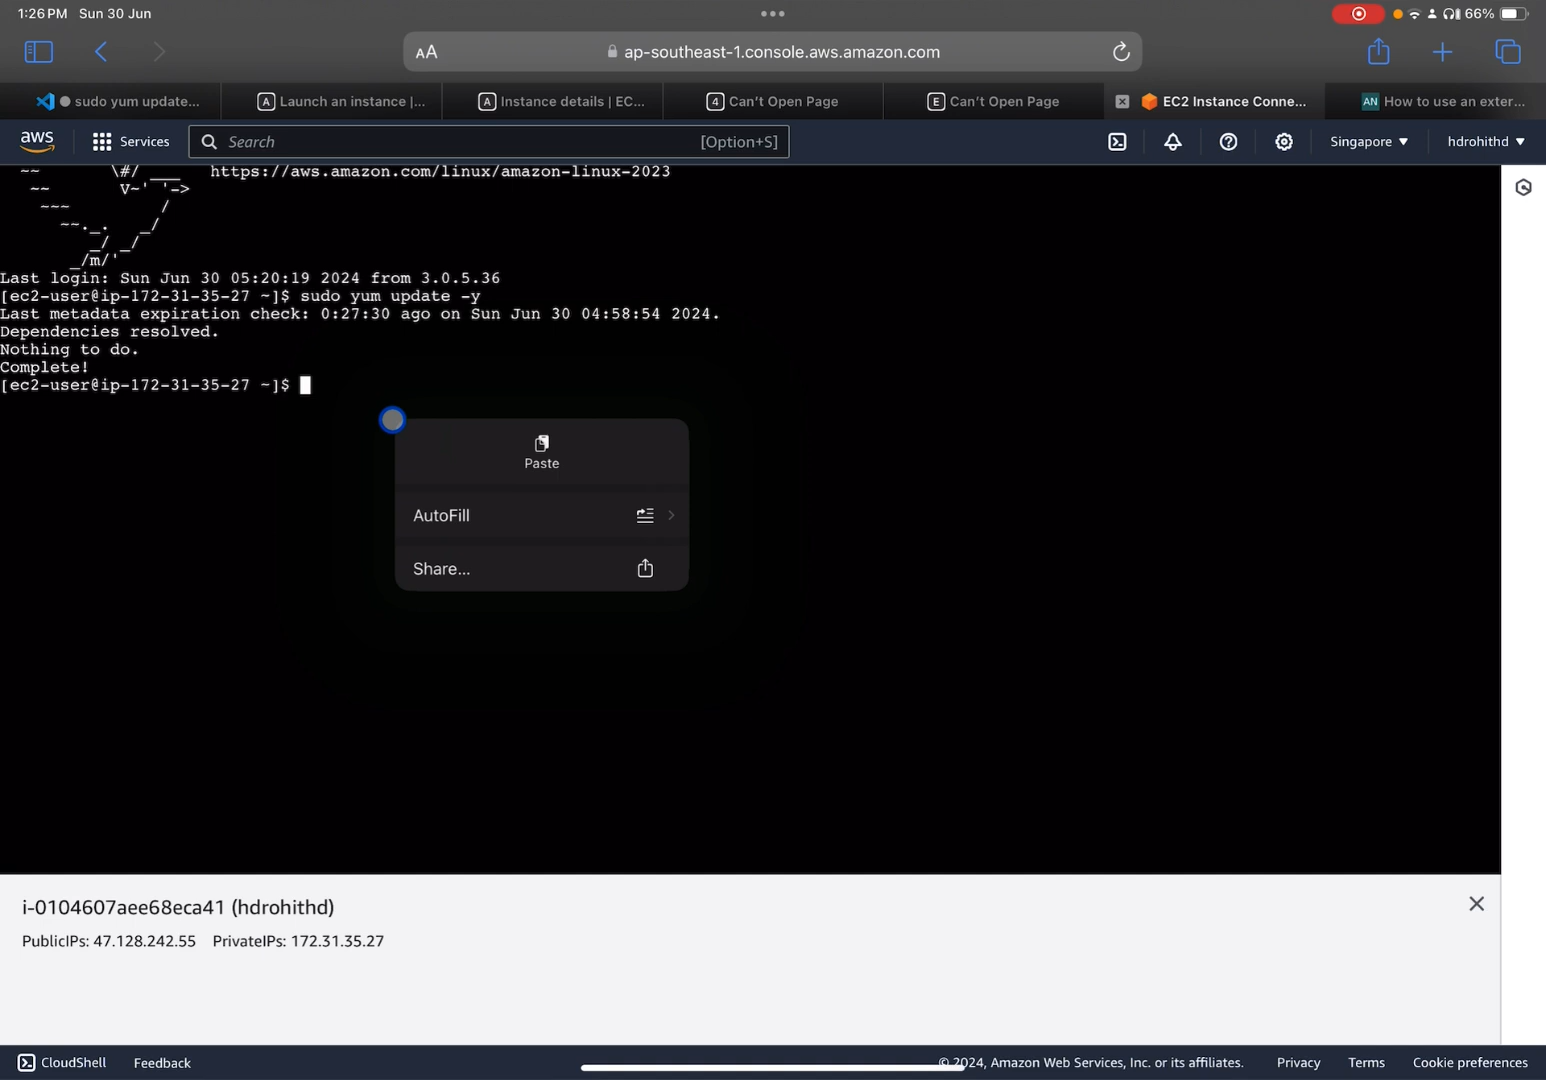 1:26 PM Sun 30 Jun
66%
AA
ap-southeast-1.console.aws.amazon.com
sudo yum update...
A Launch an instance |...
A Instance details | EC...
4 Can't Open Page
E Can't Open Page
EC2 Instance Conne...
AN How to use an exter...
aws
Services
Search
[Option+S]
Singapore ▼
hdrohithd ▼
~~ \#/ ___ https://aws.amazon.com/linux/amazon-linux-2023
~~ V~' '->
~~~ /
~~._. _/
_/ _/
_/m/'
Last login: Sun Jun 30 05:20:19 2024 from 3.0.5.36
[ec2-user@ip-172-31-35-27 ~]$ sudo yum update -y
Last metadata expiration check: 0:27:30 ago on Sun Jun 30 04:58:54 2024.
Dependencies resolved.
Nothing to do.
Complete!
[ec2-user@ip-172-31-35-27 ~]$
Paste
AutoFill
Share...
i-0104607aee68eca41 (hdrohithd)
PublicIPs: 47.128.242.55 PrivateIPs: 172.31.35.27
CloudShell
Feedback
© 2024, Amazon Web Services, Inc. or its affiliates.
Privacy
Terms
Cookie preferences